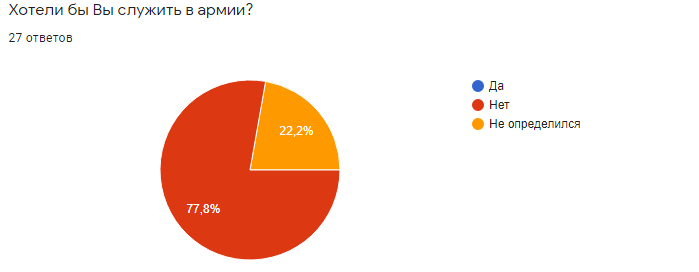 Хотели бы Вы служить в армии?
27 ответов
Да
Нет
Не определился
22,2%
77,8%